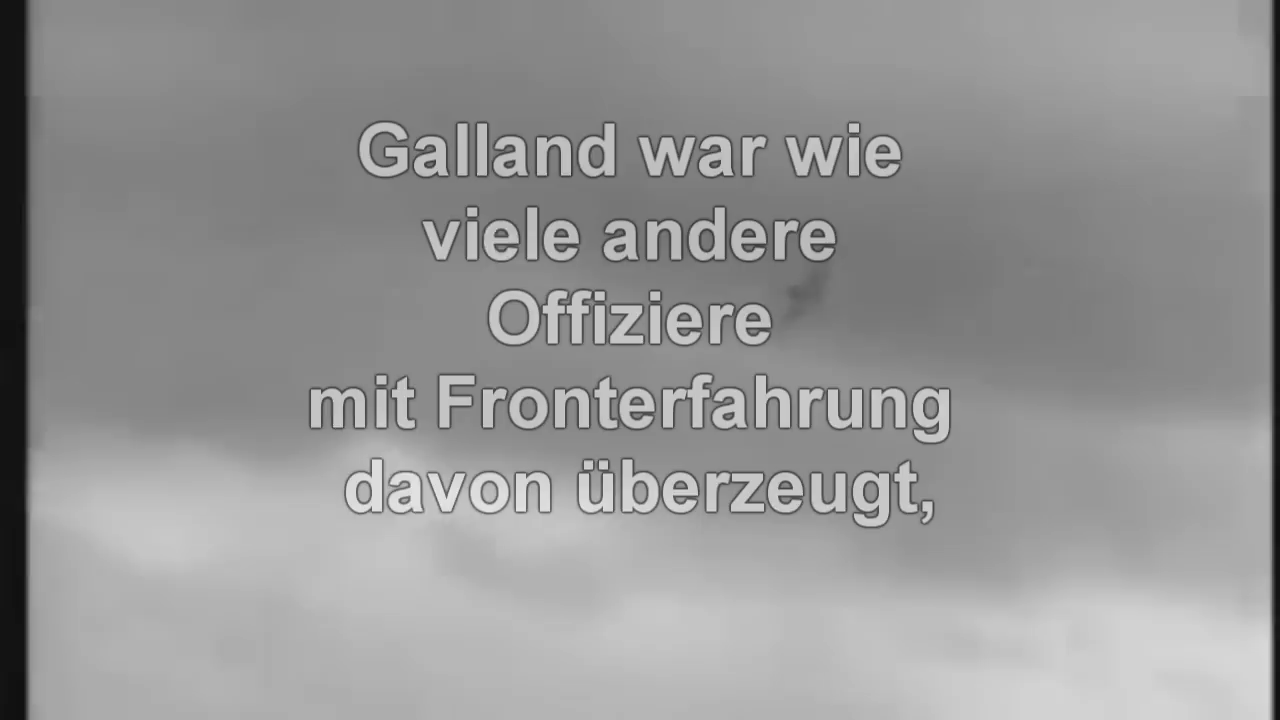 Galland war wie
viele andere
Offiziere
mit Fronterfahrung
davon überzeugt,